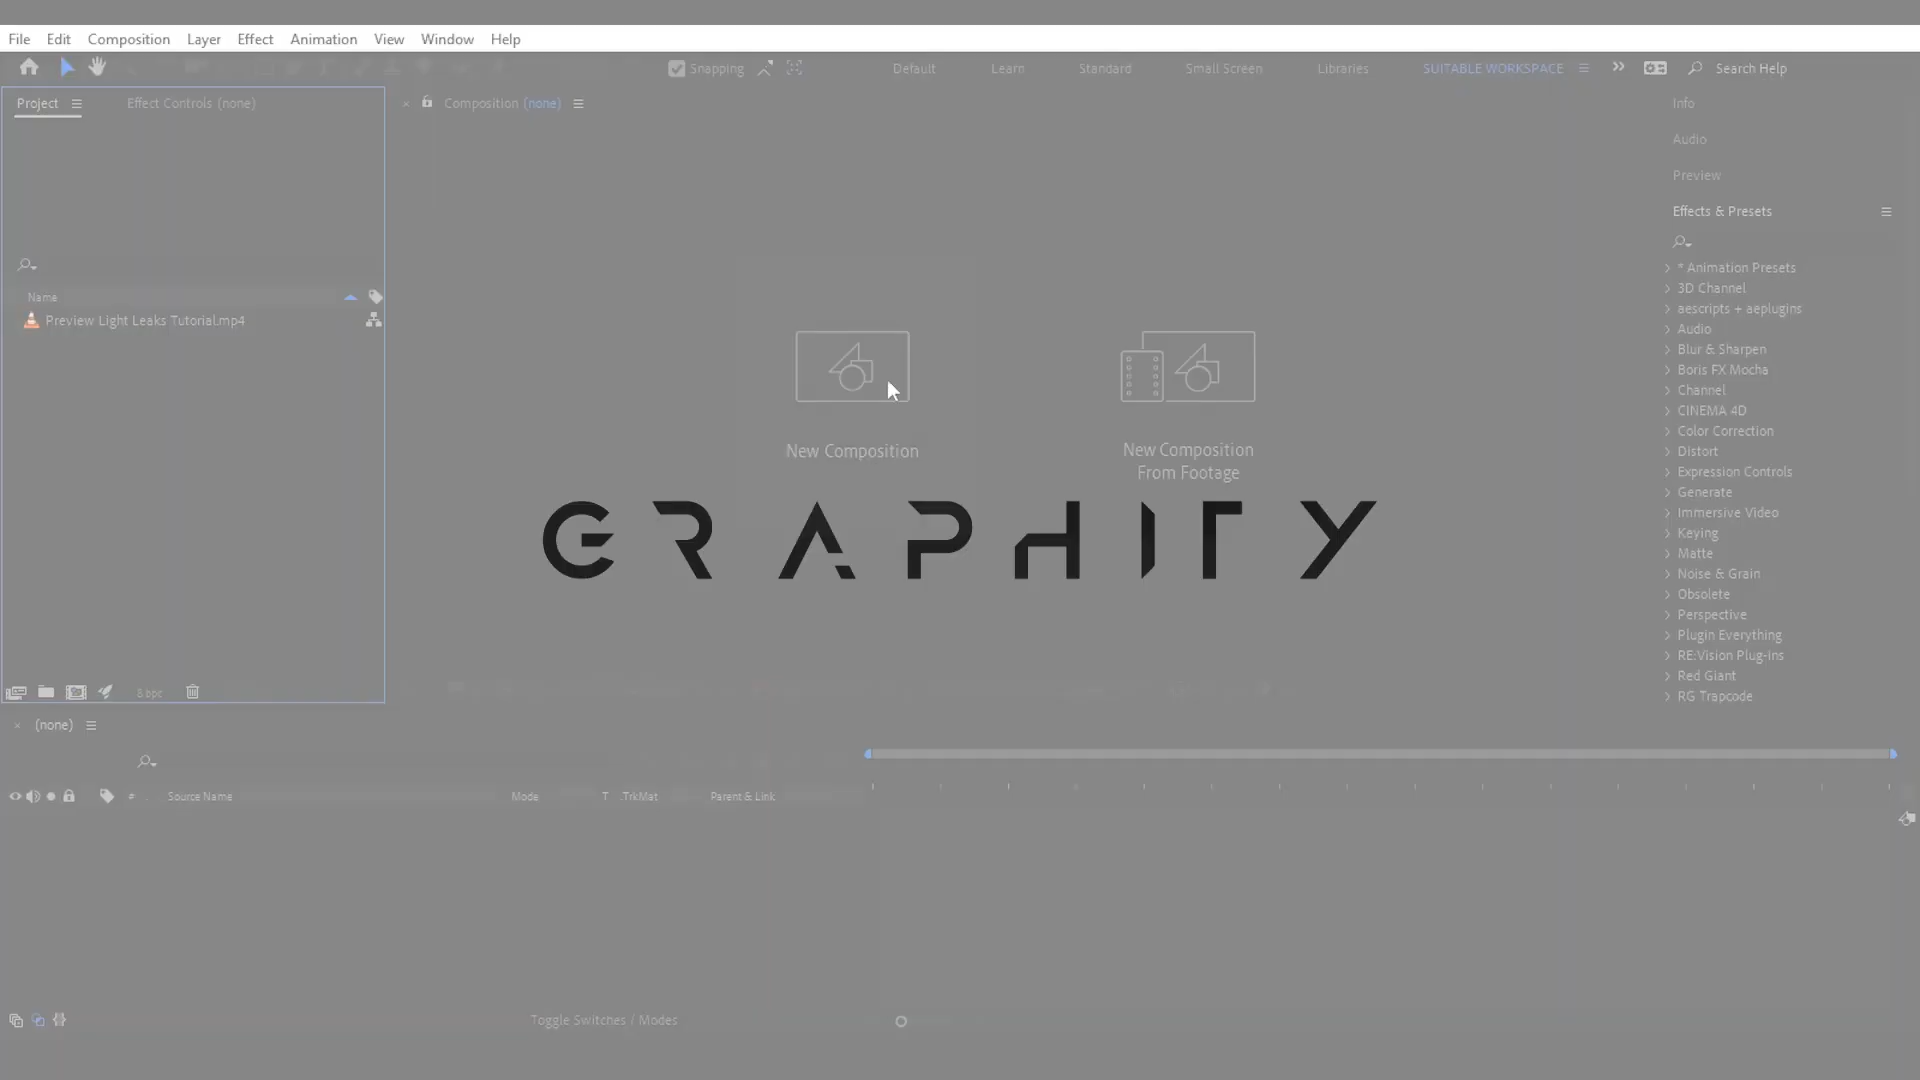 File Edit Composition Layer Effect Animation View Window Help
Snapping Default Learn Standard Small Screen Libraries SUITABLE WORKSPACE Search Help
Project Effect Controls (none) Composition (none)
Info
Audio
Preview
Effects & Presets
Name
Preview Light Leaks Tutorial.mp4
New Composition
New Composition
From Footage
GRAPHITY
* Animation Presets
3D Channel
aescripts + aeplugins
Audio
Blur & Sharpen
Boris FX Mocha
Channel
CINEMA 4D
Color Correction
Distort
Expression Controls
Generate
Immersive Video
Keying
Matte
Noise & Grain
Obsolete
Perspective
Plugin Everything
RE:Vision Plug-ins
Red Giant
RG Trapcode
8 bpc
(none)
# Source Name Mode T .TrkMat Parent & Link
Toggle Switches / Modes